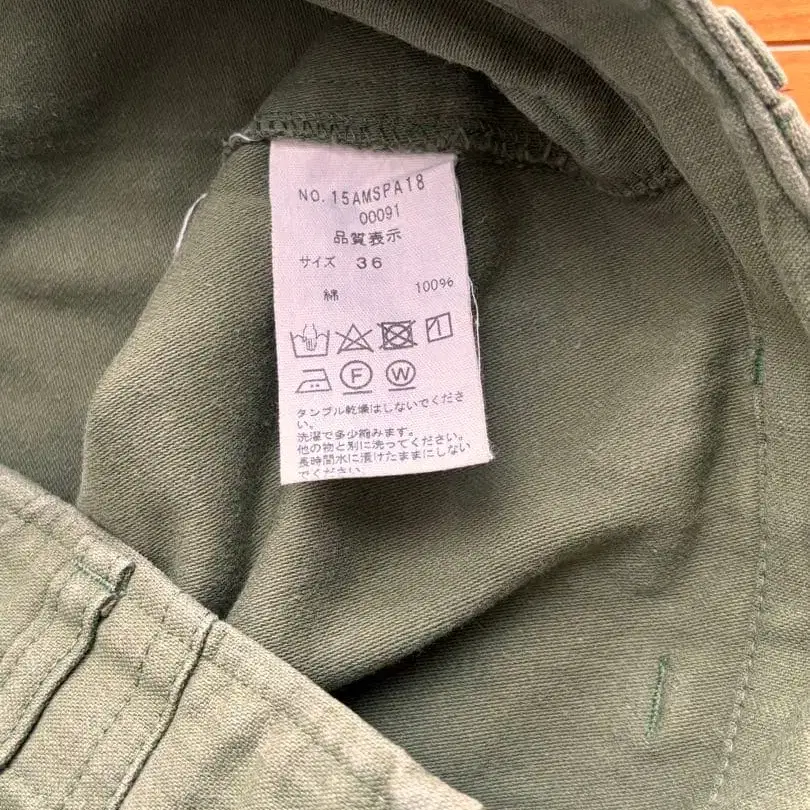 NO. 15AMSPA18
00091
品質表示
サイズ 36
綿 100%
F W
タンブル乾燥はしないでくださ
い。
洗濯で多少縮みます。
他の物と別に洗ってください。
長時間水に漬けたままにしない
でください。